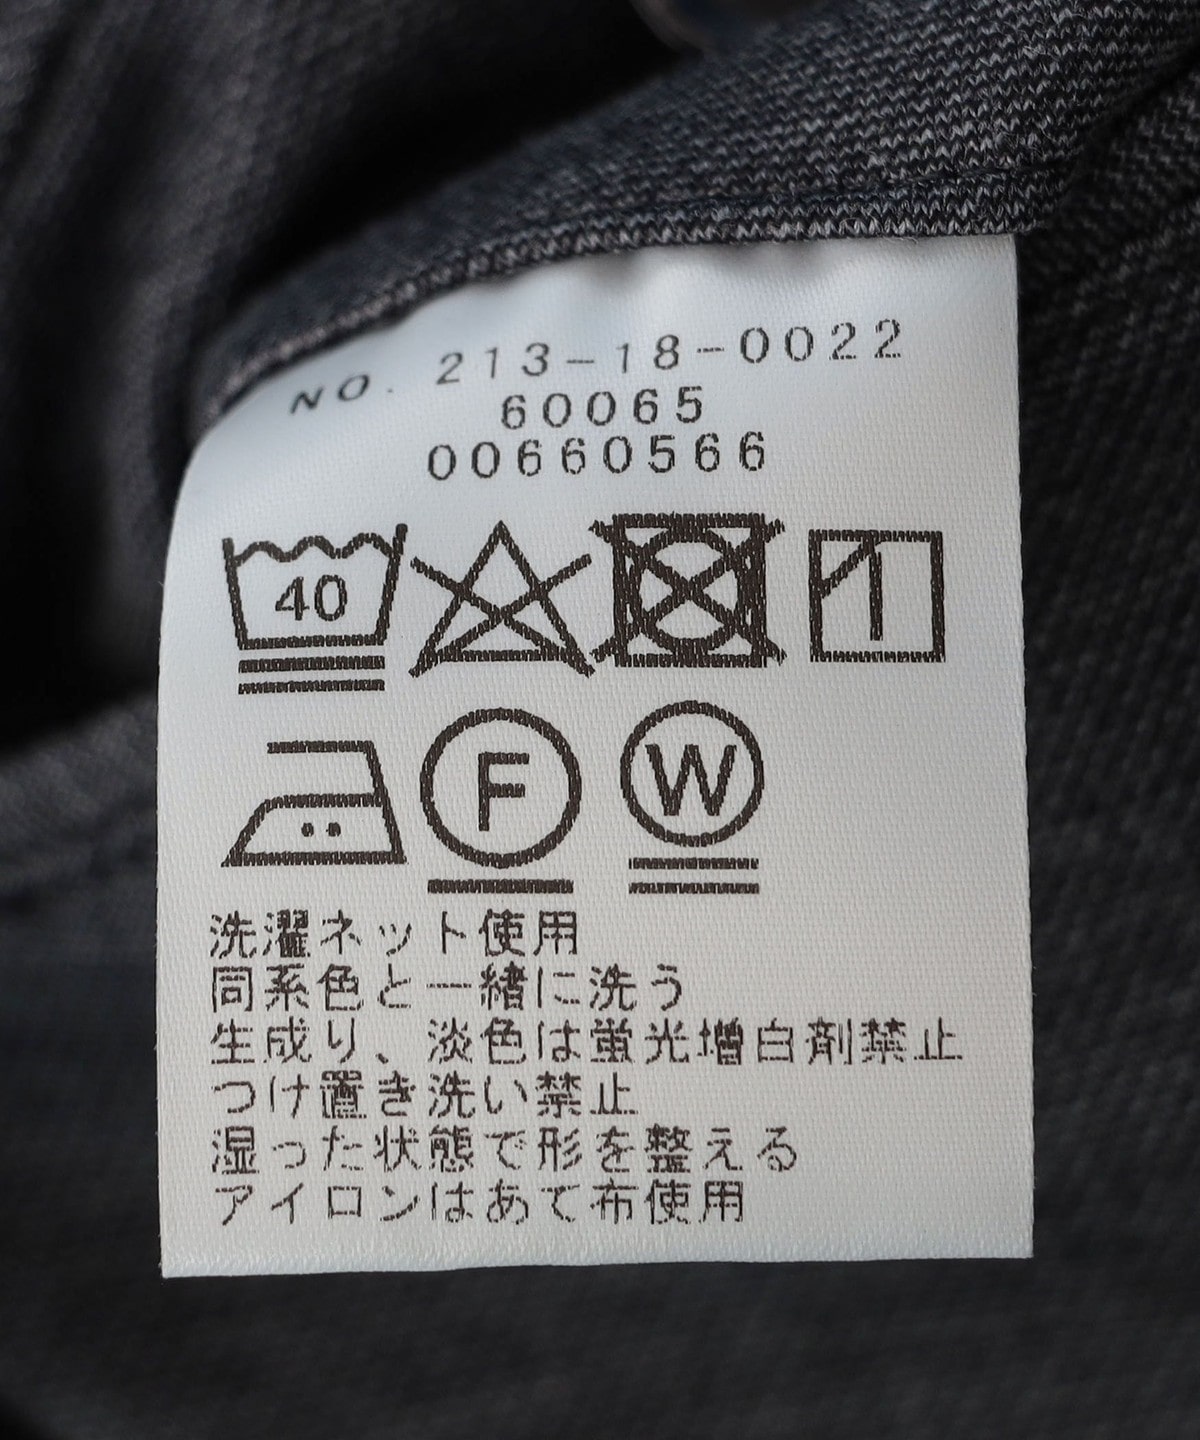 NO. 213-18-0022
60065
00660566
40
F
W
洗濯ネット使用
同系色と一緒に洗う
生成り、淡色は蛍光増白剤禁止
つけ置き洗い禁止
湿った状態で形を整える
アイロンはあて布使用